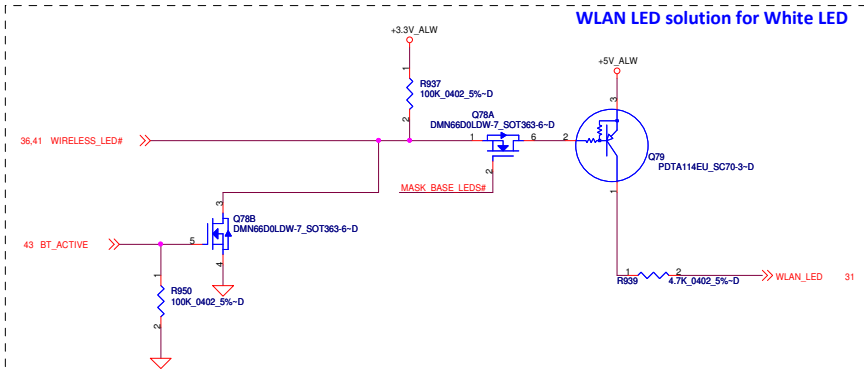 WLAN LED solution for White LED
+3.3V_ALW
+5V_ALW
1
R937
100K_0402_5%~D
2
3
Q78A
DMN66D0LDW-7_SOT363-6~D
36,41 WIRELESS_LED#
1
6
2
Q79
PDTA114EU_SC70-3~D
2
MASK_BASE_LEDS#
1
3
Q78B
DMN66D0LDW-7_SOT363-6~D
43 BT_ACTIVE
5
4
1
R950
100K_0402_5%~D
2
1
2
R939
4.7K_0402_5%~D
WLAN_LED 31